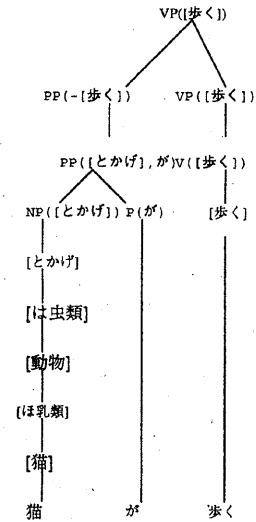 VP([歩く])
PP(-[歩く]) VP([歩く])
PP([とかげ],が)V([歩く])
NP([とかげ]) P(が) [歩く]
[とかげ]
[は虫類]
[動物]
[ほ乳類]
[猫]
猫 が 歩く